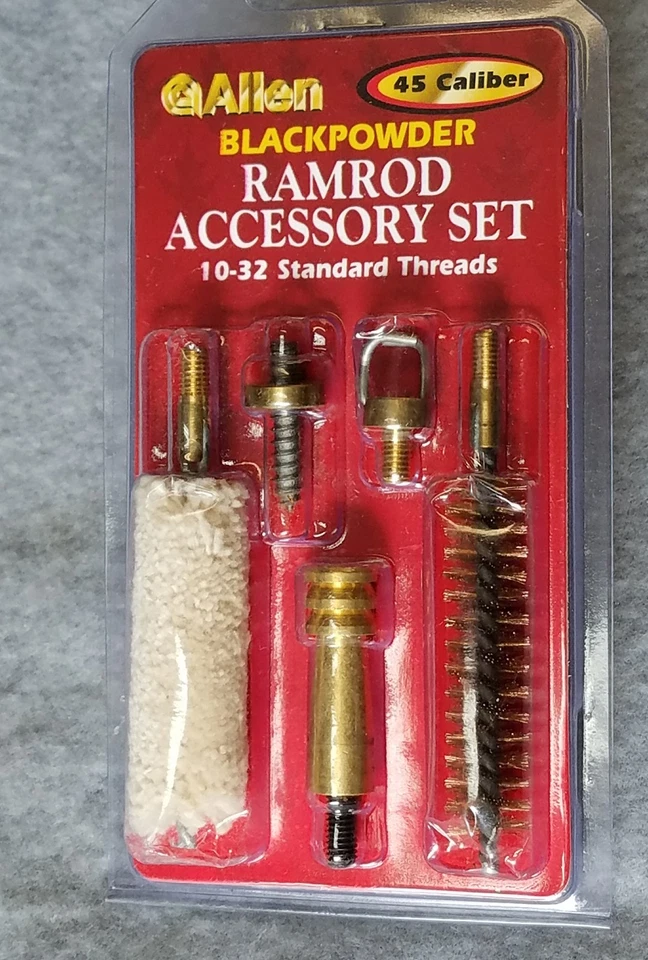 Allen
45 Caliber
BLACKPOWDER
RAMROD
ACCESSORY SET
10-32 Standard Threads